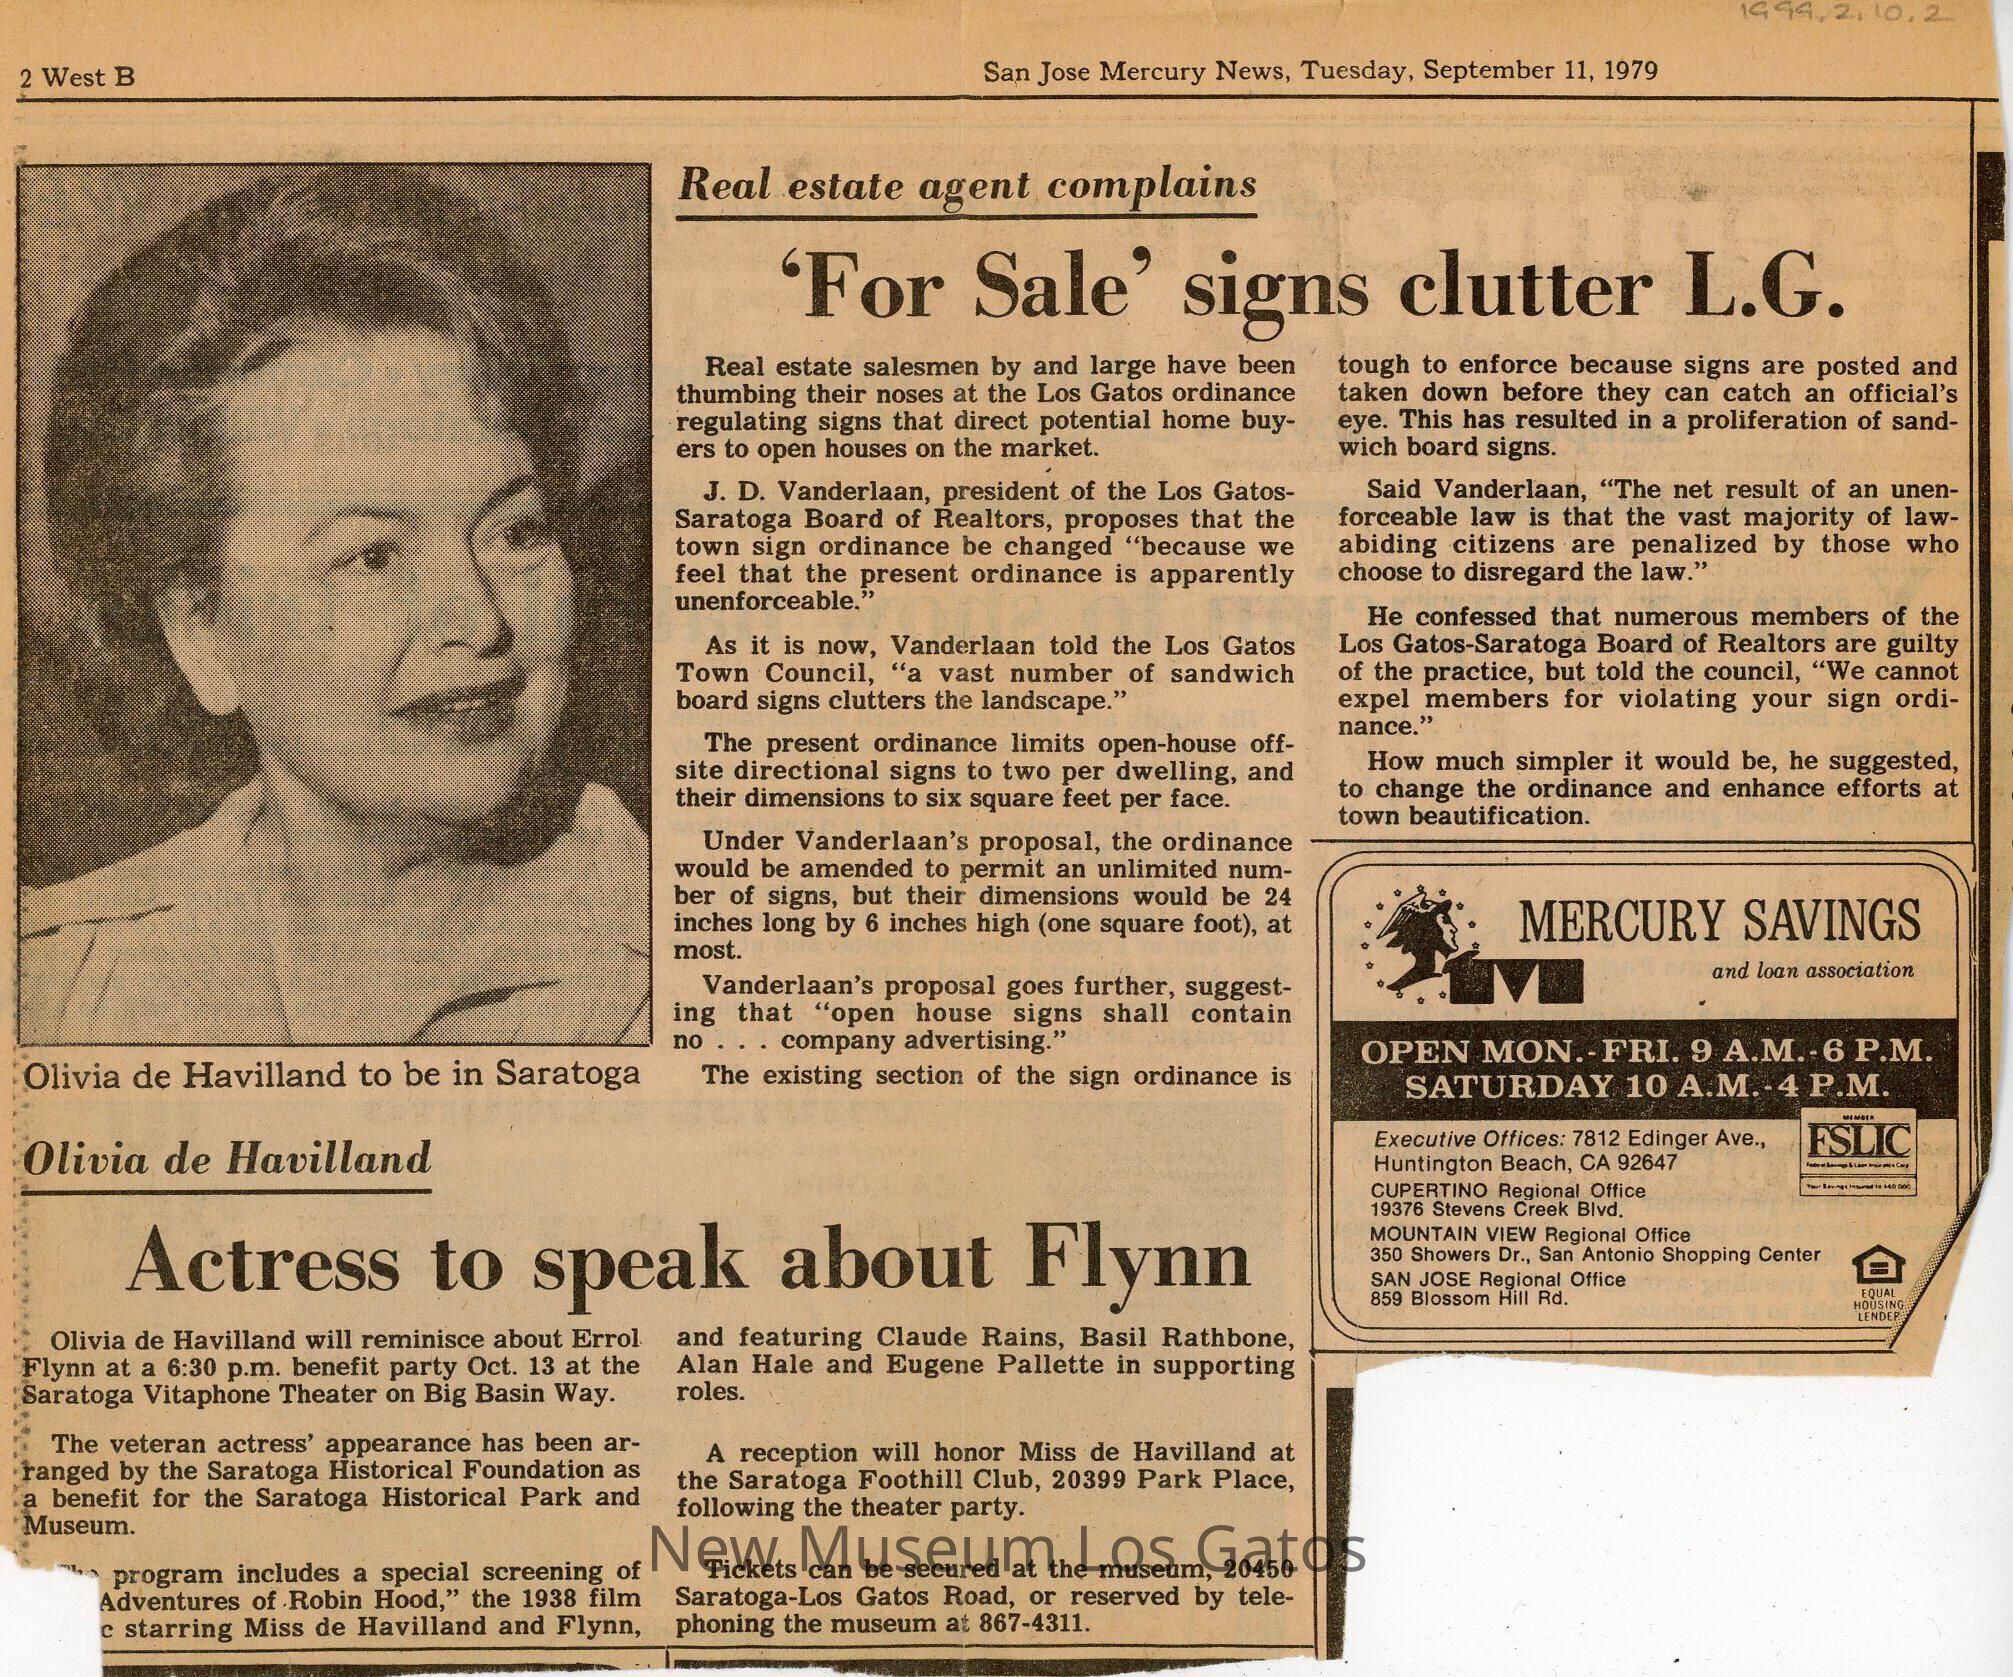 1999.2.10.2
2 West B
San Jose Mercury News, Tuesday, September 11, 1979
Olivia de Havilland to be in Saratoga
Real estate agent complains
‘For Sale’ signs clutter L.G.
Real estate salesmen by and large have been
thumbing their noses at the Los Gatos ordinance
regulating signs that direct potential home buy-
ers to open houses on the market.
J. D. Vanderlaan, president of the Los Gatos-
Saratoga Board of Realtors, proposes that the
town sign ordinance be changed “because we
feel that the present ordinance is apparently
unenforceable.”
As it is now, Vanderlaan told the Los Gatos
Town Council, “a vast number of sandwich
board signs clutters the landscape.”
The present ordinance limits open-house off-
site directional signs to two per dwelling, and
their dimensions to six square feet per face.
Under Vanderlaan’s proposal, the ordinance
would be amended to permit an unlimited num-
ber of signs, but their dimensions would be 24
inches long by 6 inches high (one square foot), at
most.
Vanderlaan’s proposal goes further, suggest-
ing that “open house signs shall contain
no . . . company advertising.”
The existing section of the sign ordinance is
tough to enforce because signs are posted and
taken down before they can catch an official’s
eye. This has resulted in a proliferation of sand-
wich board signs.
Said Vanderlaan, “The net result of an unen-
forceable law is that the vast majority of law-
abiding citizens are penalized by those who
choose to disregard the law.”
He confessed that numerous members of the
Los Gatos-Saratoga Board of Realtors are guilty
of the practice, but told the council, “We cannot
expel members for violating your sign ordi-
nance.”
How much simpler it would be, he suggested,
to change the ordinance and enhance efforts at
town beautification.
MERCURY SAVINGS
and loan association
OPEN MON.-FRI. 9 A.M.-6 P.M.
SATURDAY 10 A.M.-4 P.M.
Executive Offices: 7812 Edinger Ave.,
Huntington Beach, CA 92647
CUPERTINO Regional Office
19376 Stevens Creek Blvd.
MOUNTAIN VIEW Regional Office
350 Showers Dr., San Antonio Shopping Center
SAN JOSE Regional Office
859 Blossom Hill Rd.
MEMBER
FSLIC
Federal Savings & Loan Insurance Corp
Your Savings Insured to $40,000
EQUAL
HOUSING
LENDER
Olivia de Havilland
Actress to speak about Flynn
Olivia de Havilland will reminisce about Errol
Flynn at a 6:30 p.m. benefit party Oct. 13 at the
Saratoga Vitaphone Theater on Big Basin Way.
The veteran actress’ appearance has been ar-
ranged by the Saratoga Historical Foundation as
a benefit for the Saratoga Historical Park and
Museum.
program includes a special screening of
Adventures of Robin Hood,” the 1938 film
c starring Miss de Havilland and Flynn,
and featuring Claude Rains, Basil Rathbone,
Alan Hale and Eugene Pallette in supporting
roles.
A reception will honor Miss de Havilland at
the Saratoga Foothill Club, 20399 Park Place,
following the theater party.
Tickets can be secured at the museum, 20450
Saratoga-Los Gatos Road, or reserved by tele-
phoning the museum at 867-4311.
New Museum Los Gatos